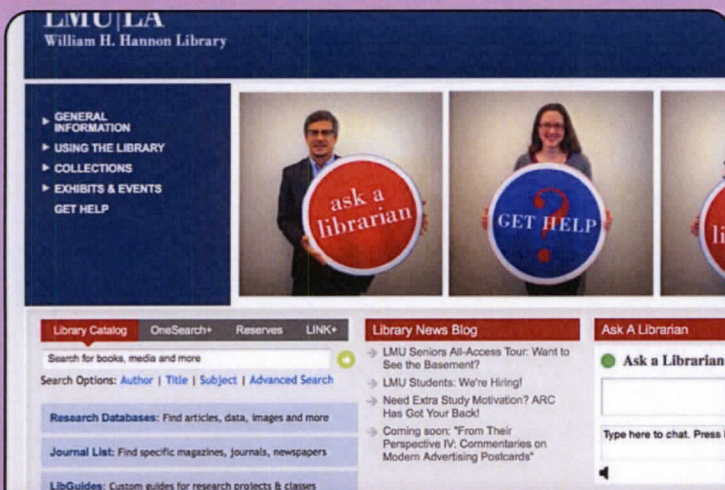 LMU|LA
William H. Hannon Library
GENERAL
INFORMATION
USING THE LIBRARY
COLLECTIONS
EXHIBITS & EVENTS
GET HELP
ask a
librarian
?
GET HELP
li
Library Catalog OneSearch+ Reserves LINK+
Search for books, media and more
Search Options: Author | Title | Subject | Advanced Search
Research Databases: Find articles, data, images and more
Journal List: Find specific magazines, journals, newspapers
LibGuides: Custom guides for research projects & classes
Library News Blog
LMU Seniors All-Access Tour: Want to
See the Basement?
LMU Students: We're Hiring!
Need Extra Study Motivation? ARC
Has Got Your Back!
Coming soon: "From Their
Perspective IV: Commentaries on
Modern Advertising Postcards"
Ask A Librarian
Ask a Librarian
Type here to chat. Press